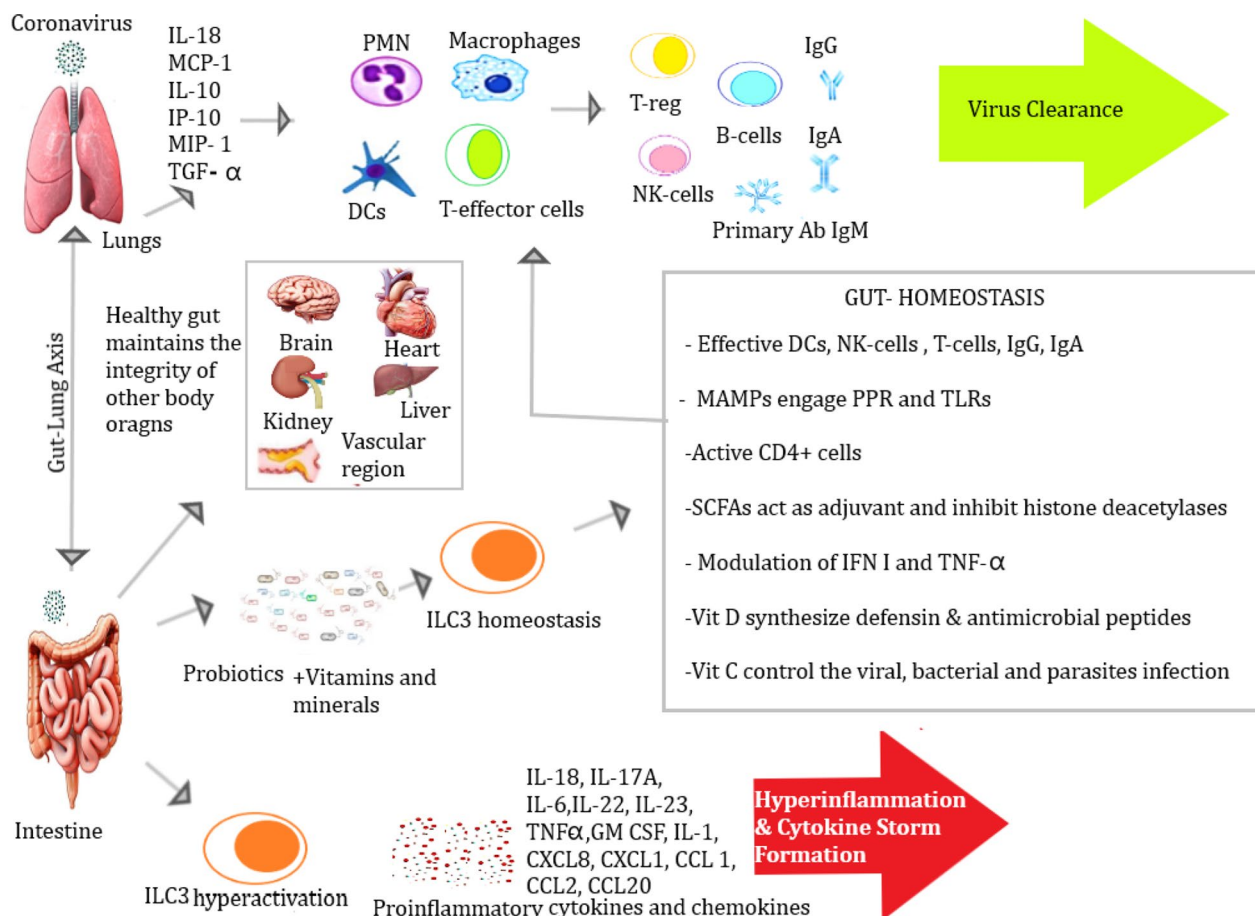 Coronavirus
IL-18
MCP-1
IL-10
IP-10
MIP- 1
TGF- α
Lungs
PMN
Macrophages
DCs
T-effector cells
T-reg
NK-cells
B-cells
IgG
IgA
Primary Ab IgM
Virus Clearance
Gut-Lung Axis
Healthy gut
maintains the
integrity of
other body
oragns
Brain
Heart
Kidney
Liver
Vascular
region
GUT- HOMEOSTASIS
- Effective DCs, NK-cells , T-cells, IgG, IgA
- MAMPs engage PPR and TLRs
-Active CD4+ cells
-SCFAs act as adjuvant and inhibit histone deacetylases
- Modulation of IFN I and TNF-α
-Vit D synthesize defensin & antimicrobial peptides
-Vit C control the viral, bacterial and parasites infection
Probiotics
+Vitamins and
minerals
ILC3 homeostasis
Intestine
ILC3 hyperactivation
IL-18, IL-17A,
IL-6,IL-22, IL-23,
TNFα,GM CSF, IL-1,
CXCL8, CXCL1, CCL 1,
CCL2, CCL20
Proinflammatory cytokines and chemokines
Hyperinflammation
& Cytokine Storm
Formation